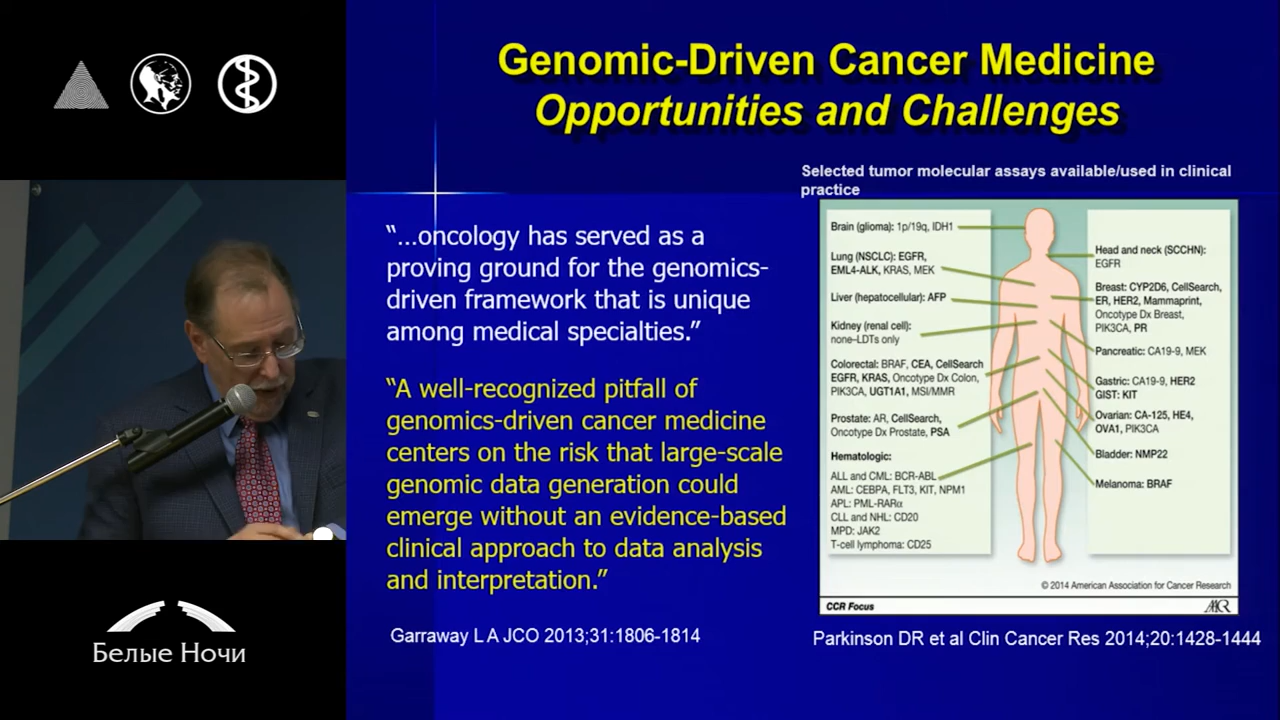 Genomic-Driven Cancer Medicine
Opportunities and Challenges
Selected tumor molecular assays available/used in clinical
practice
“...oncology has served as a
proving ground for the genomics-
driven framework that is unique
among medical specialties.”
“A well-recognized pitfall of
genomics-driven cancer medicine
centers on the risk that large-scale
genomic data generation could
emerge without an evidence-based
clinical approach to data analysis
and interpretation.”
Garraway L A JCO 2013;31:1806-1814
Brain (glioma): 1p/19q, IDH1
Lung (NSCLC): EGFR,
EML4-ALK, KRAS, MEK
Liver (hepatocellular): AFP
Kidney (renal cell):
none–LDTs only
Colorectal: BRAF, CEA, CellSearch
EGFR, KRAS, Oncotype Dx Colon,
PIK3CA, UGT1A1, MSI/MMR
Prostate: AR, CellSearch,
Oncotype Dx Prostate, PSA
Hematologic:
ALL and CML: BCR-ABL
AML: CEBPA, FLT3, KIT, NPM1
APL: PML-RARα
CLL and NHL: CD20
MPD: JAK2
T-cell lymphoma: CD25
Head and neck (SCCHN):
EGFR
Breast: CYP2D6, CellSearch,
ER, HER2, Mammaprint,
Oncotype Dx Breast,
PIK3CA, PR
Pancreatic: CA19-9, MEK
Gastric: CA19-9, HER2
GIST: KIT
Ovarian: CA-125, HE4,
OVA1, PIK3CA
Bladder: NMP22
Melanoma: BRAF
© 2014 American Association for Cancer Research
CCR Focus
Parkinson DR et al Clin Cancer Res 2014;20:1428-1444
Белые Ночи